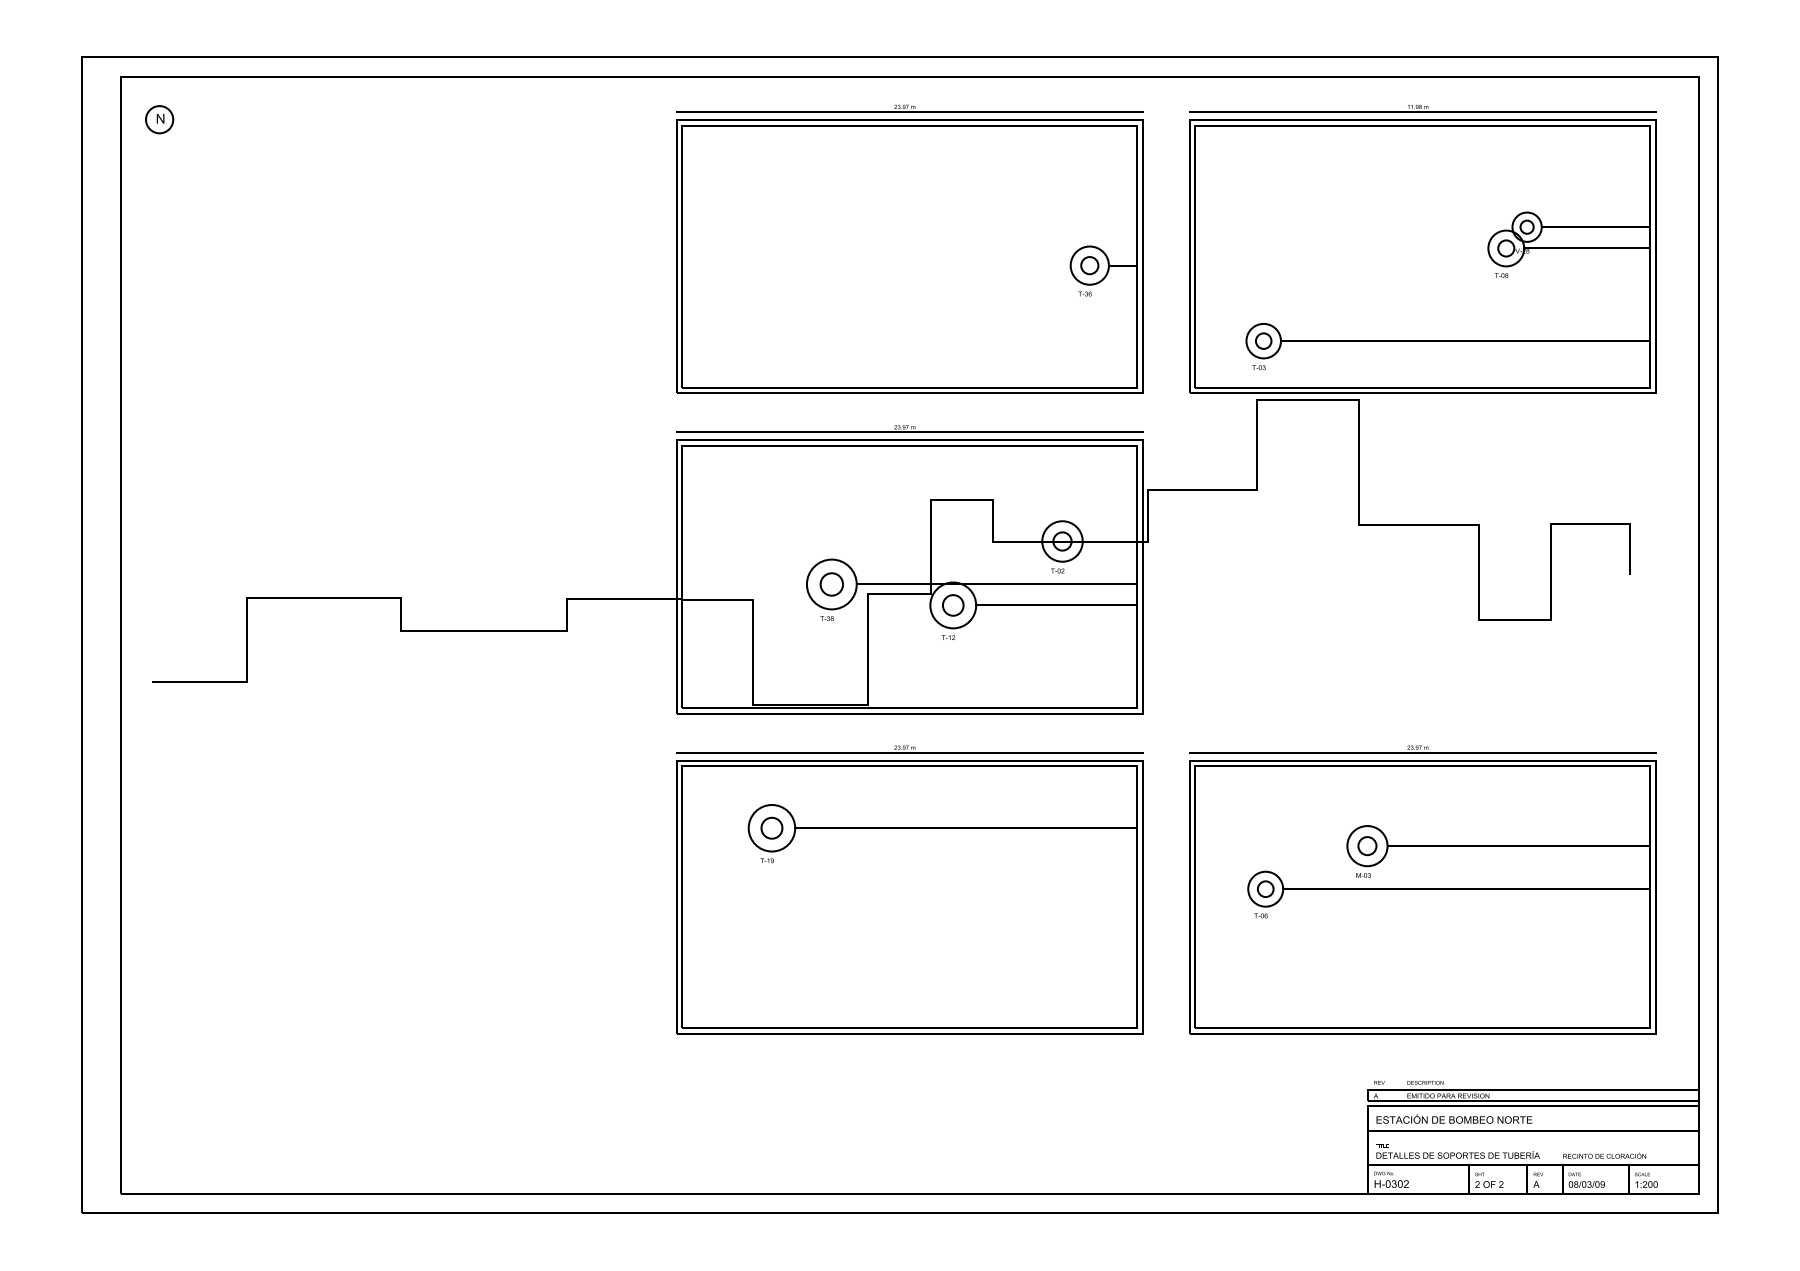 N
23.97 m
11.98 m
T-36
T-08
T-03
23.97 m
T-02
T-38
T-12
23.97 m
23.97 m
T-19
M-03
T-06
REV DESCRIPTION
A EMITIDO PARA REVISION
ESTACIÓN DE BOMBEO NORTE
TITLE
DETALLES DE SOPORTES DE TUBERÍA RECINTO DE CLORACIÓN
DWG No. SHT REV DATE SCALE
H-0302 2 OF 2 A 08/03/09 1:200